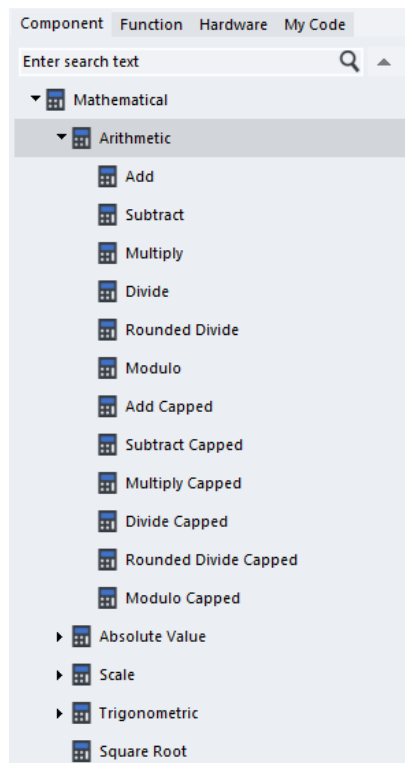 Component Function Hardware My Code
Enter search text
Mathematical
Arithmetic
Add
Subtract
Multiply
Divide
Rounded Divide
Modulo
Add Capped
Subtract Capped
Multiply Capped
Divide Capped
Rounded Divide Capped
Modulo Capped
Absolute Value
Scale
Trigonometric
Square Root